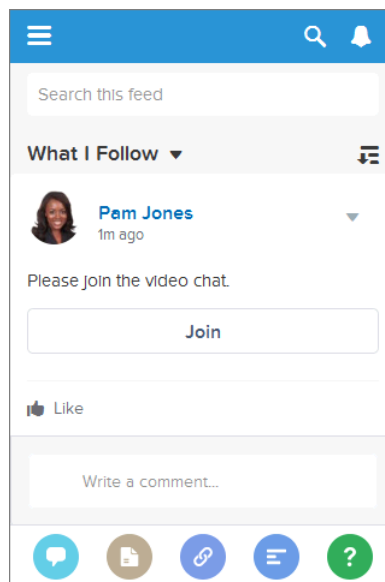 Search this feed
What I Follow
Pam Jones
1m ago
Please join the video chat.
Join
Like
Write a comment...
?